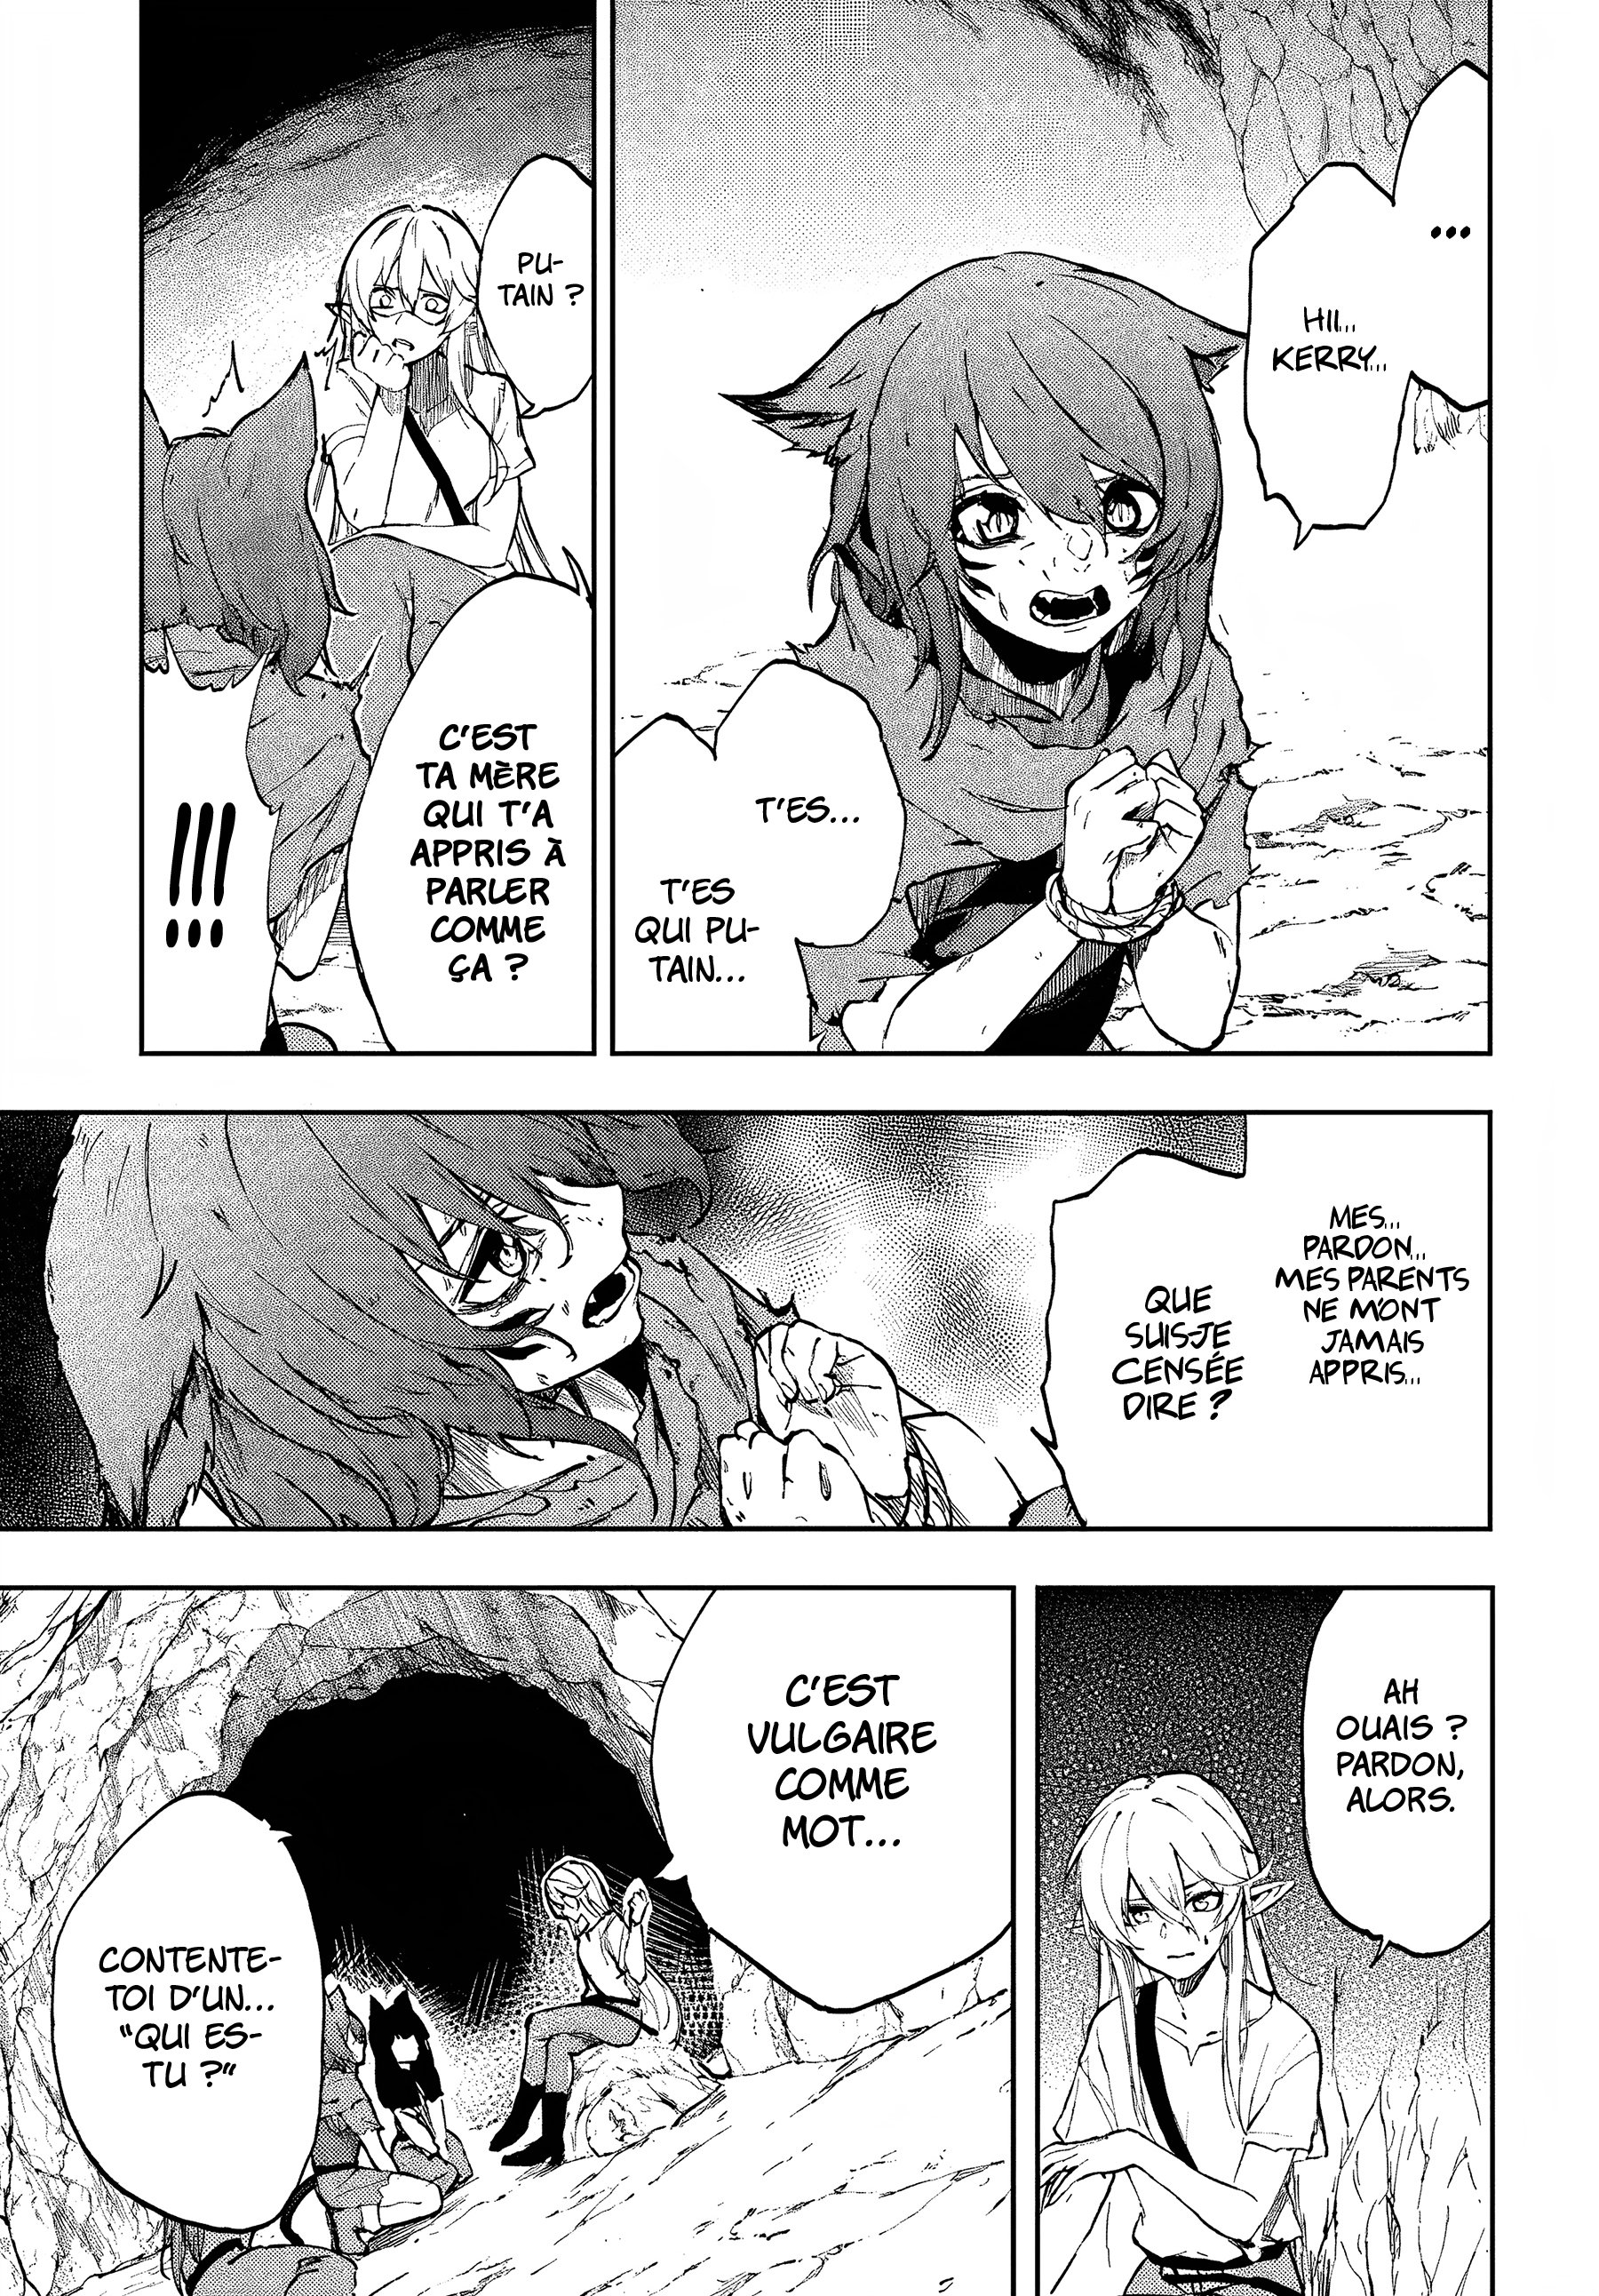 ...
HII...
KERRY...
T'ES...
T'ES
QUI PU-
TAIN...
PU-
TAIN ?
C'EST
TA MÈRE
QUI T'A
APPRIS À
PARLER
COMME
ÇA ?
!!!
MES...
PARDON...
MES PARENTS
NE M'ONT
JAMAIS
APPRIS...
QUE
SUIS-JE
CENSÉE
DIRE ?
AH
OUAIS ?
PARDON,
ALORS.
C'EST
VULGAIRE
COMME
MOT...
CONTENTE-
TOI D'UN...
"QUI ES-
TU ?"